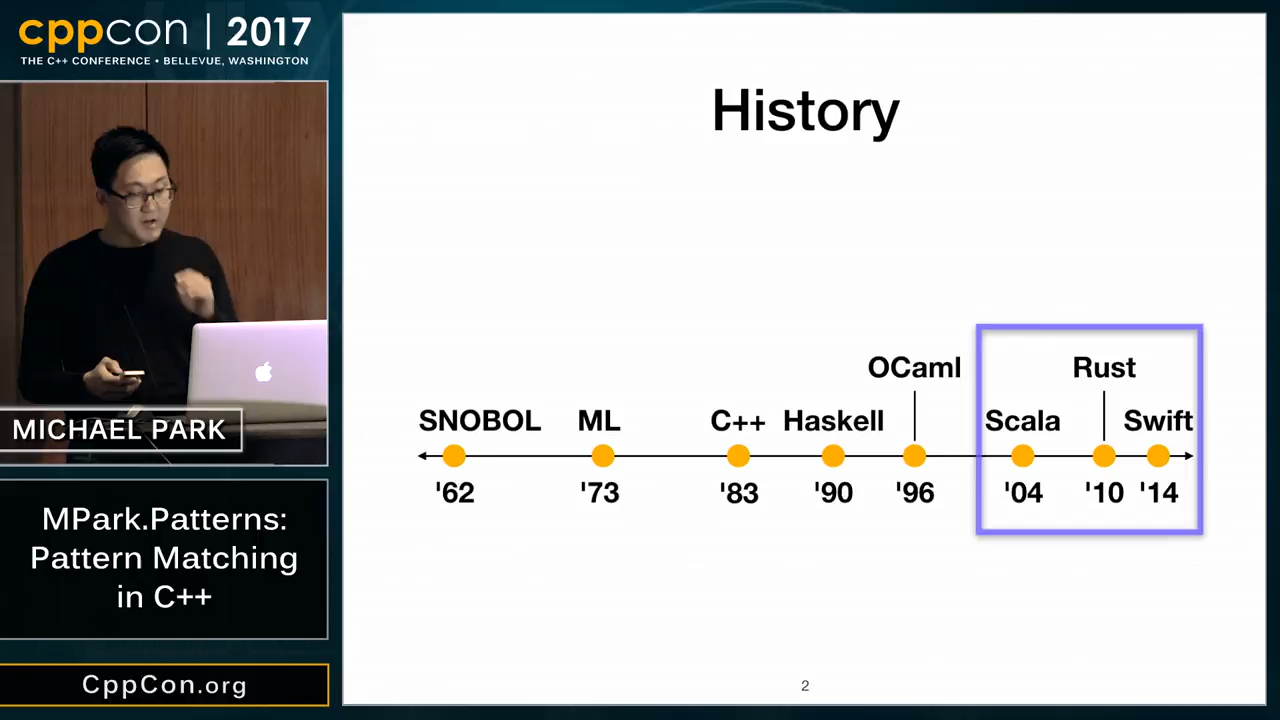 cppcon | 2017
THE C++ CONFERENCE • BELLEVUE, WASHINGTON
MICHAEL PARK
MPark.Patterns:
Pattern Matching
in C++
CppCon.org
History
OCaml
Rust
SNOBOL
ML
C++
Haskell
Scala
Swift
'62
'73
'83
'90
'96
'04
'10
'14
2